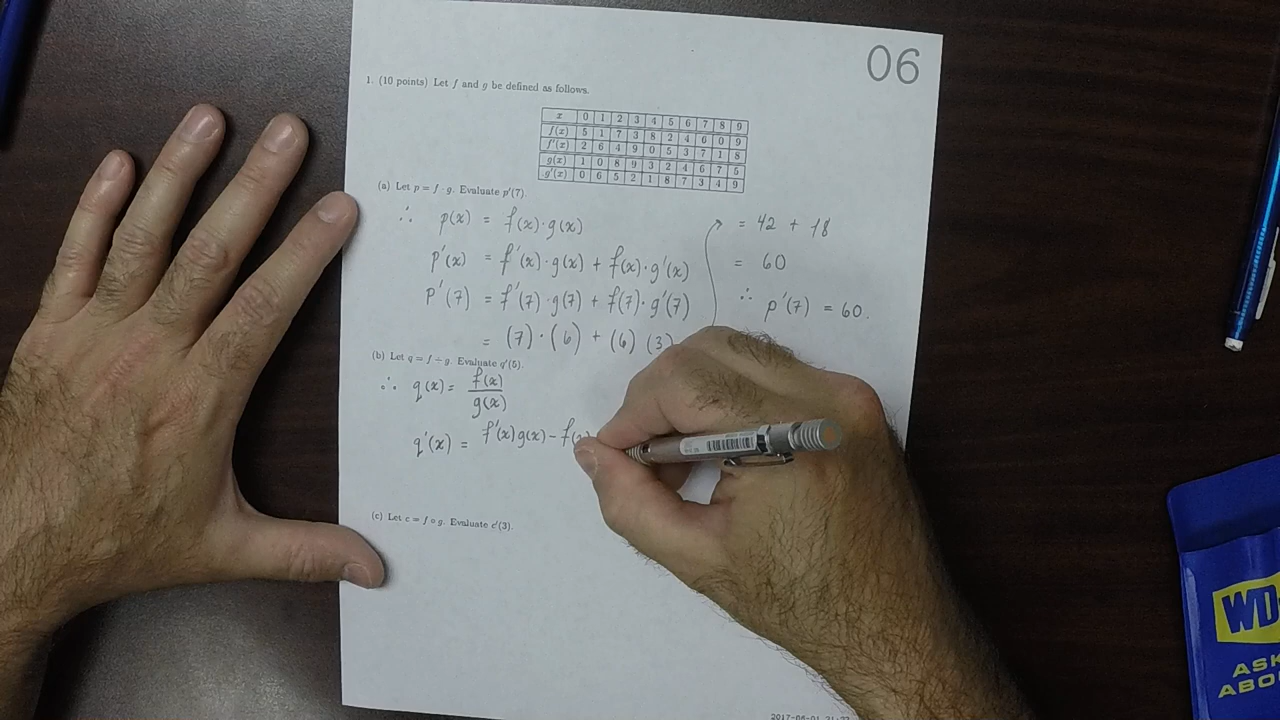 06
1. (10 points) Let f and g be defined as follows.
x 0 1 2 3 4 5 6 7 8 9
f(x) 5 1 7 3 8 2 4 6 0 9
f′(x) 2 6 4 9 0 5 3 7 1 8
g(x) 1 0 8 9 3 2 4 6 7 5
g′(x) 0 6 5 2 1 8 7 3 4 9
(a) Let p = f · g. Evaluate p′(7).
∴ p(x) = f(x)·g(x)
p′(x) = f′(x)·g(x) + f(x)·g′(x)
p′(7) = f′(7)·g(7) + f(7)·g′(7)
= (7)·(6) + (6)(3)
= 42 + 18
= 60
∴ p′(7) = 60.
(b) Let q = f ÷ g. Evaluate q′(5).
∴ q(x) = f(x)
g(x)
q′(x) = f′(x)g(x) − f(x)
(c) Let c = f ∘ g. Evaluate c′(3).
WD
ASK
ABO